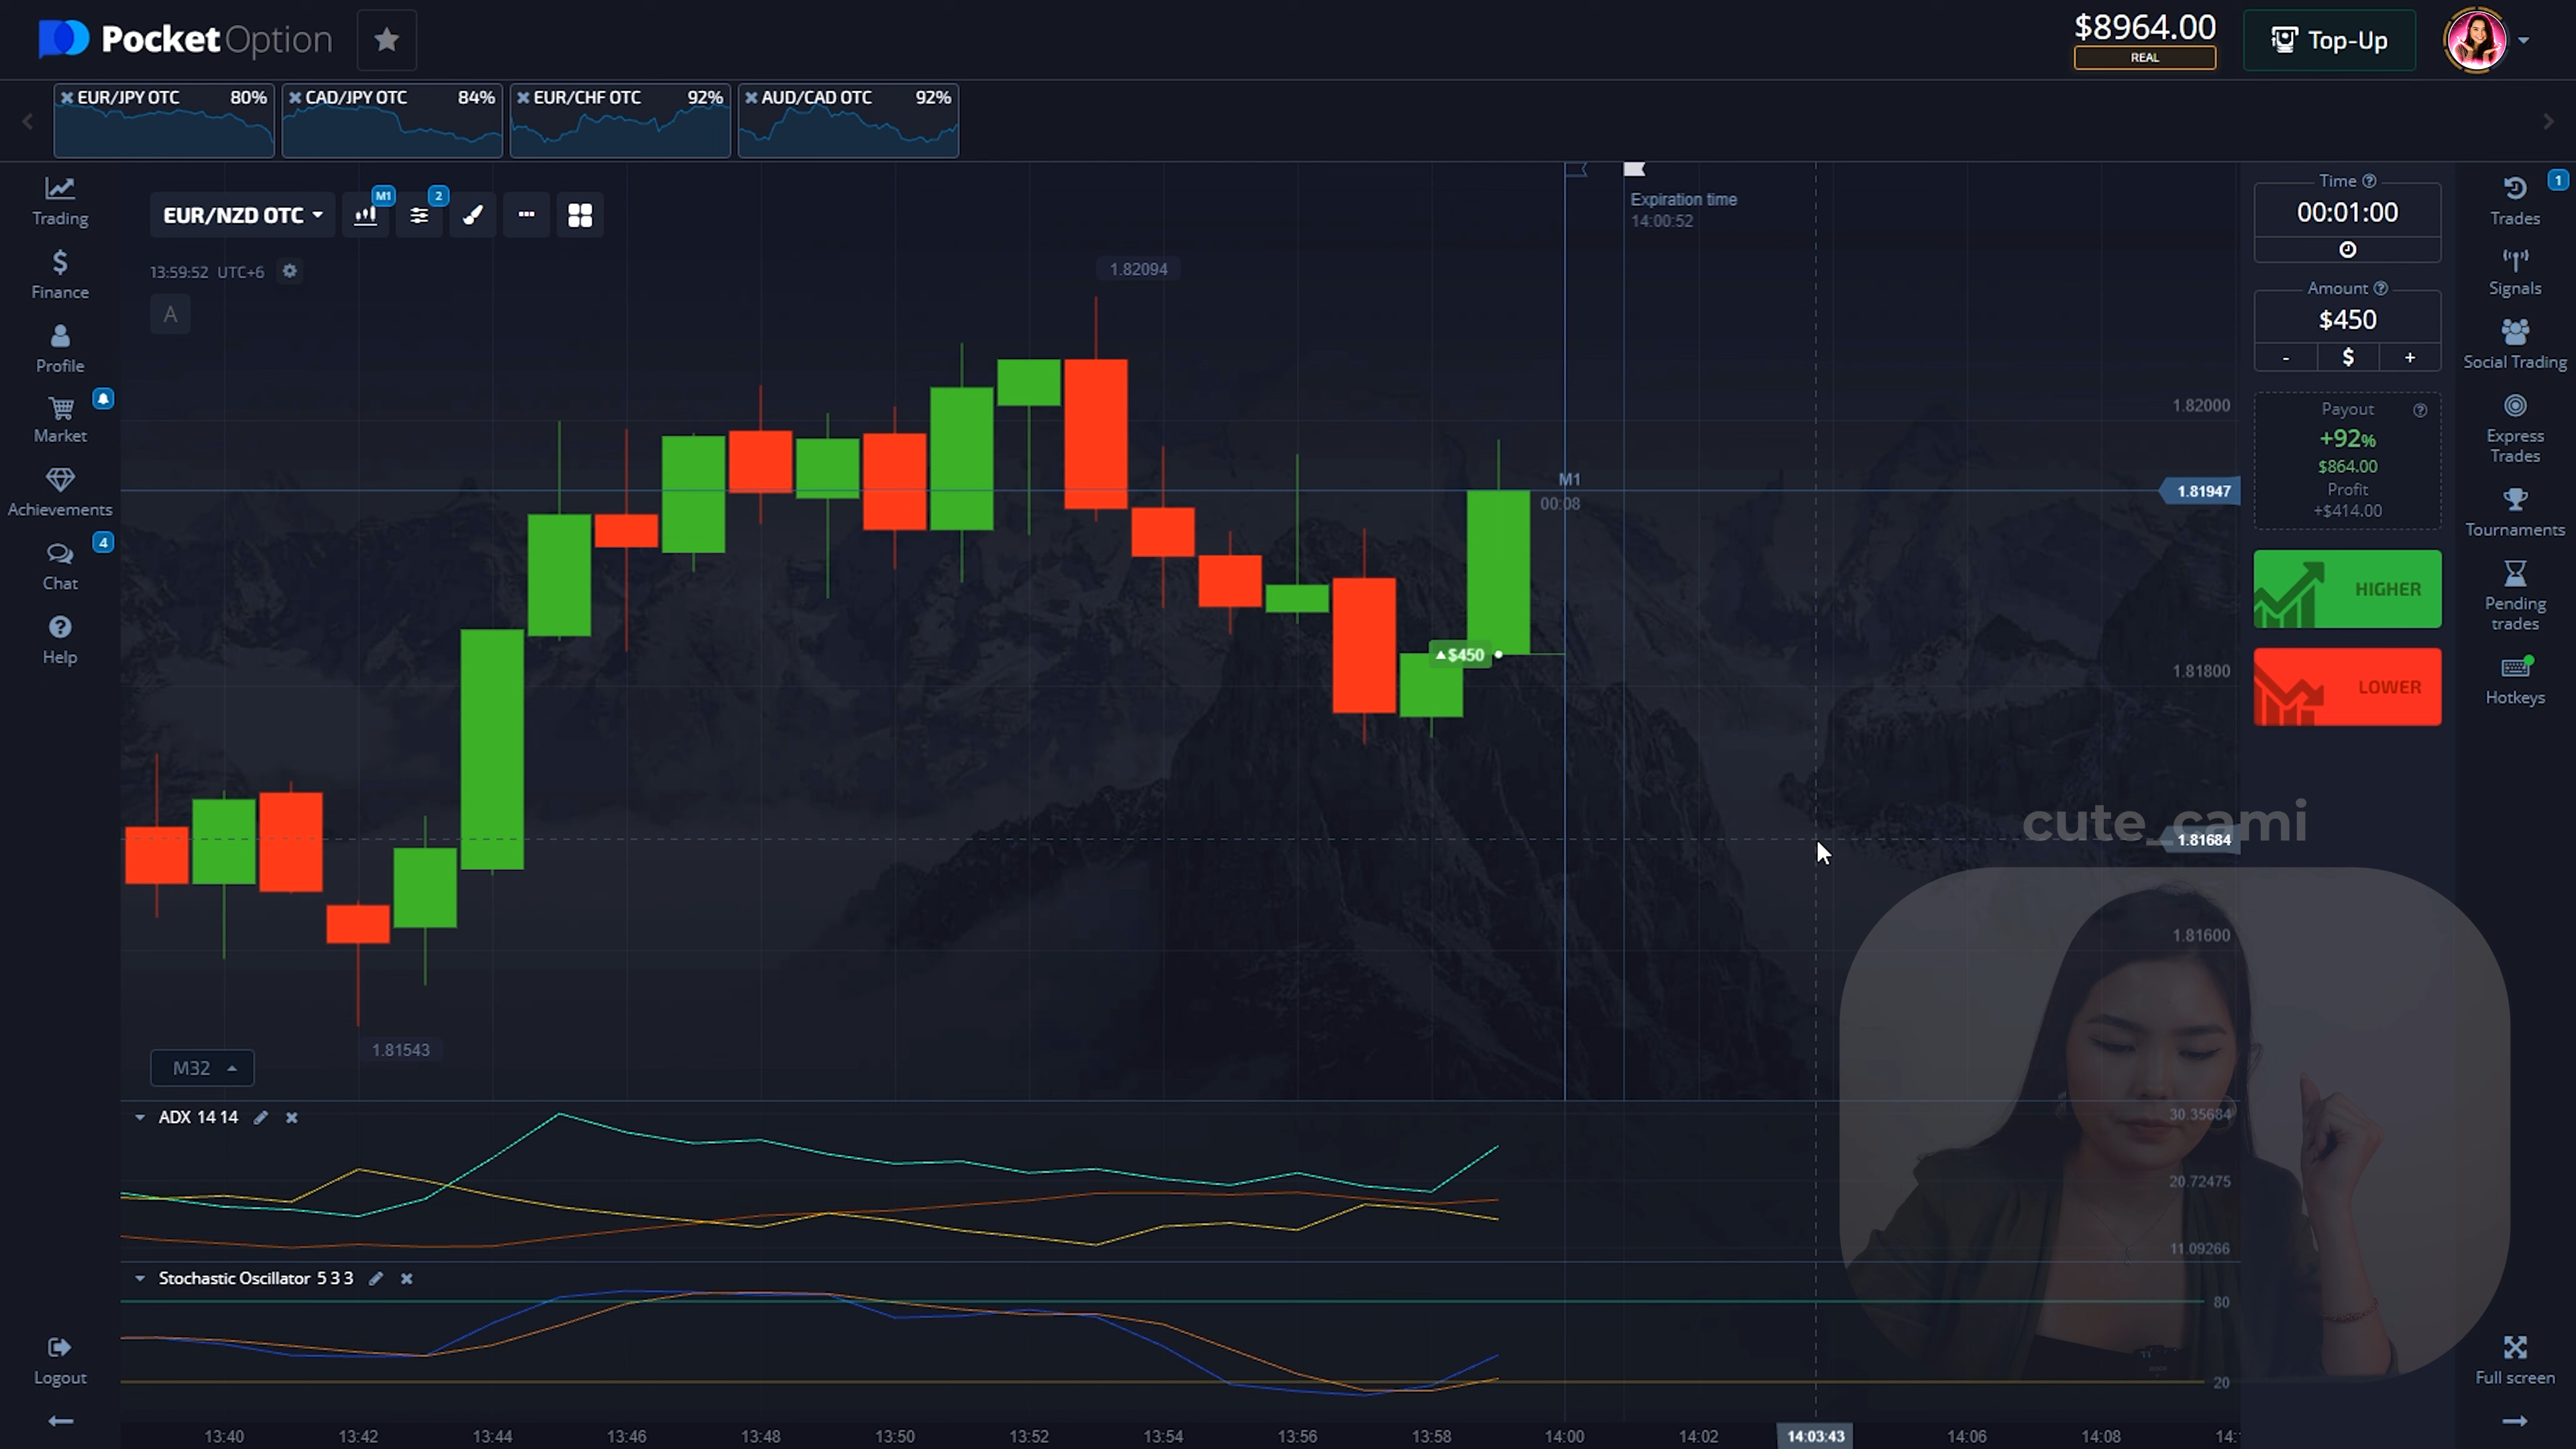 PocketOption
$8964.00
REAL
Top-Up
EUR/JPY OTC 80%
CAD/JPY OTC 84%
EUR/CHF OTC 92%
AUD/CAD OTC 92%
Trading
Finance
Profile
Market
Achievements
Chat
4
Help
Logout
EUR/NZD OTC
M1
2
13:59:52 UTC+6
A
Expiration time
14:00:52
1.82094
1.82000
M1
00:08
1.81947
$450
1.81800
cute_cami
1.81684
1.81600
1.81543
M32
ADX 14 14
30.35684
20.72475
11.09266
Stochastic Oscillator 5 3 3
80
20
13:40
13:42
13:44
13:46
13:48
13:50
13:52
13:54
13:56
13:58
14:00
14:02
14:03:43
14:06
14:08
14:
Time
00:01:00
Amount
$450
- $ +
Payout
+92%
$864.00
Profit
+$414.00
HIGHER
LOWER
1
Trades
Signals
Social Trading
Express
Trades
Tournaments
Pending
trades
Hotkeys
Full screen